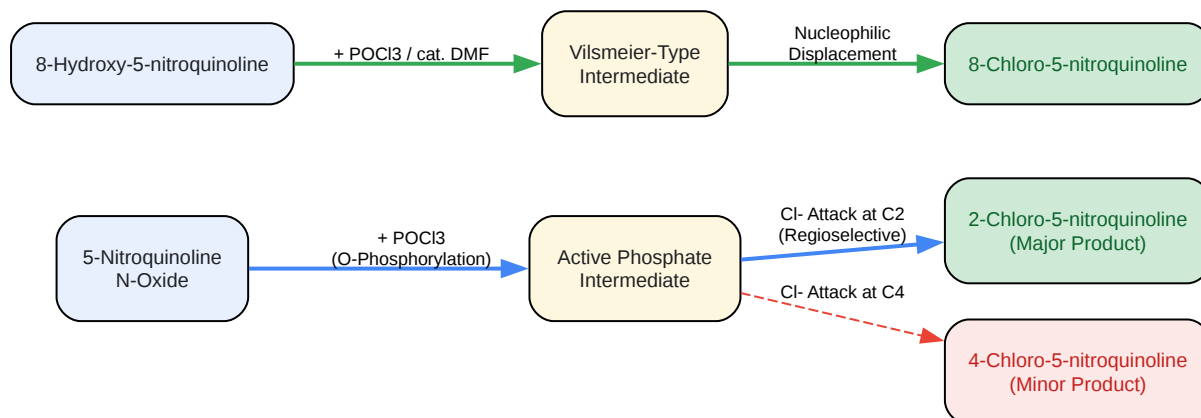 8-Hydroxy-5-nitroquinoline
+ POCl3 / cat. DMF
Vilsmeier-Type
Intermediate
Nucleophilic
Displacement
8-Chloro-5-nitroquinoline
5-Nitroquinoline
N-Oxide
+ POCl3
(O-Phosphorylation)
Active Phosphate
Intermediate
Cl- Attack at C2
(Regioselective)
2-Chloro-5-nitroquinoline
(Major Product)
Cl- Attack at C4
4-Chloro-5-nitroquinoline
(Minor Product)